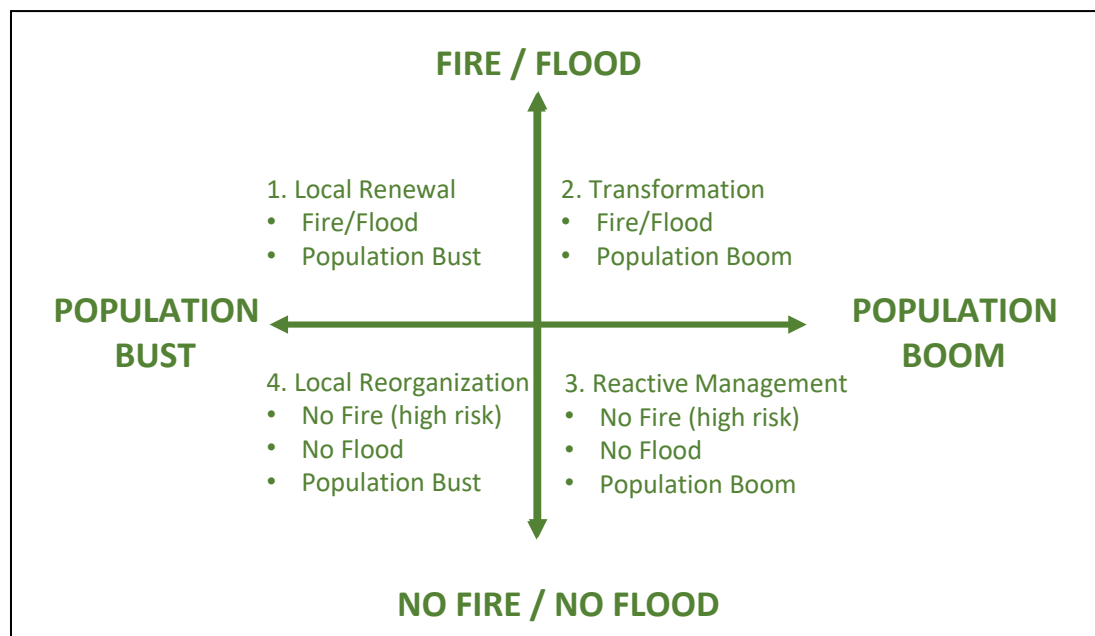 FIRE / FLOOD
1. Local Renewal
• Fire/Flood
• Population Bust
2. Transformation
• Fire/Flood
• Population Boom
POPULATION
BUST
POPULATION
BOOM
4. Local Reorganization
• No Fire (high risk)
• No Flood
• Population Bust
3. Reactive Management
• No Fire (high risk)
• No Flood
• Population Boom
NO FIRE / NO FLOOD